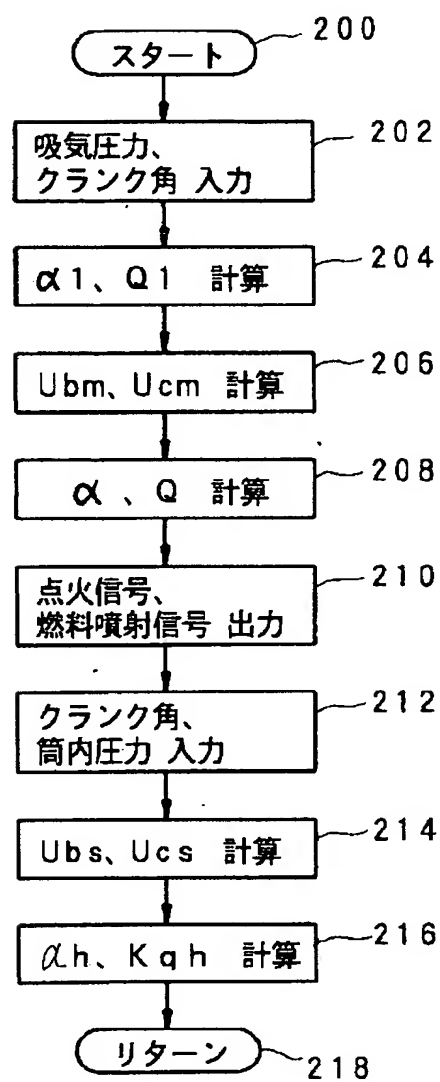 200
スタート
202
吸気圧力、
クランク角 入力
204
α1、Q1 計算
206
Ubm、Ucm 計算
208
α、Q 計算
210
点火信号、
燃料噴射信号 出力
212
クランク角、
筒内圧力 入力
214
Ubs、Ucs 計算
216
αh、Kqh 計算
リターン
218